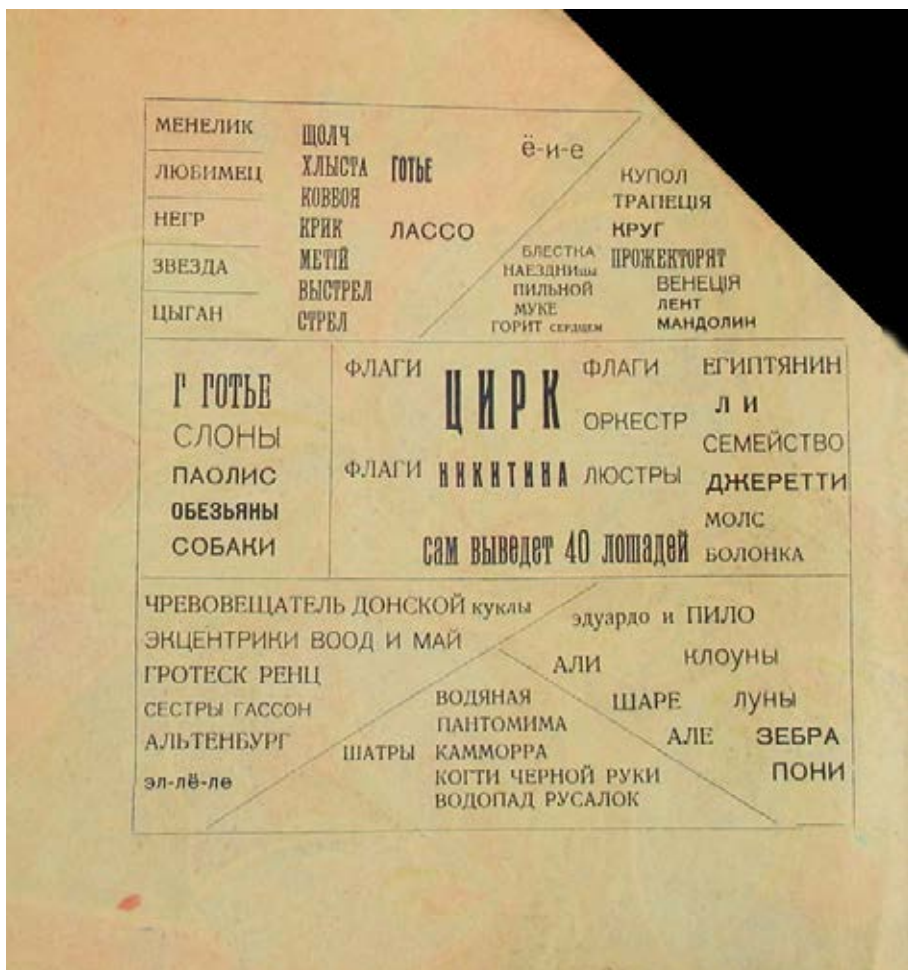 МЕНЕЛИК
ЛЮБИМЕЦ
НЕГР
ЗВЕЗДА
ЦЫГАН
ЩОЛЧ
ХЛЫСТА ГОТЬЕ
КОВБОЯ
КРИК ЛАССО
МЕТІЙ
ВЫСТРЕЛ
СТРЕЛ
ё-и-е
КУПОЛ
ТРАПЕЦІЯ
КРУГ
ПРОЖЕКТОРЯТ
ВЕНЕЦІЯ
ЛЕНТ
МАНДОЛИН
БЛЕСТКА
НАЕЗДНИцы
ПИЛЬНОЙ
МУКЕ
ГОРИТ СЕРДЦЕМ
Г ГОТЬЕ
СЛОНЫ
ПАОЛИС
ОБЕЗЬЯНЫ
СОБАКИ
ФЛАГИ ЦИРК ФЛАГИ
ОРКЕСТР
ФЛАГИ НИКИТИНА ЛЮСТРЫ
САМ ВЫВЕДЕТ 40 ЛОШАДЕЙ
ЕГИПТЯНИН
ЛИ
СЕМЕЙСТВО
ДЖЕРЕТТИ
МОЛС
БОЛОНКА
ЧРЕВОВЕЩАТЕЛЬ ДОНСКОЙ куклы
ЭКЦЕНТРИКИ ВООД И МАЙ
ГРОТЕСК РЕНЦ
СЕСТРЫ ГАССОН
АЛЬТЕНБУРГ
эл-лё-ле
ШАТРЫ
ВОДЯНАЯ
ПАНТОМИМА
КАММОРРА
КОГТИ ЧЕРНОЙ РУКИ
ВОДОПАД РУСАЛОК
эдуардо и ПИЛО
АЛИ клоуны
ШАРЕ луны
АЛЕ ЗЕБРА
ПОНИ